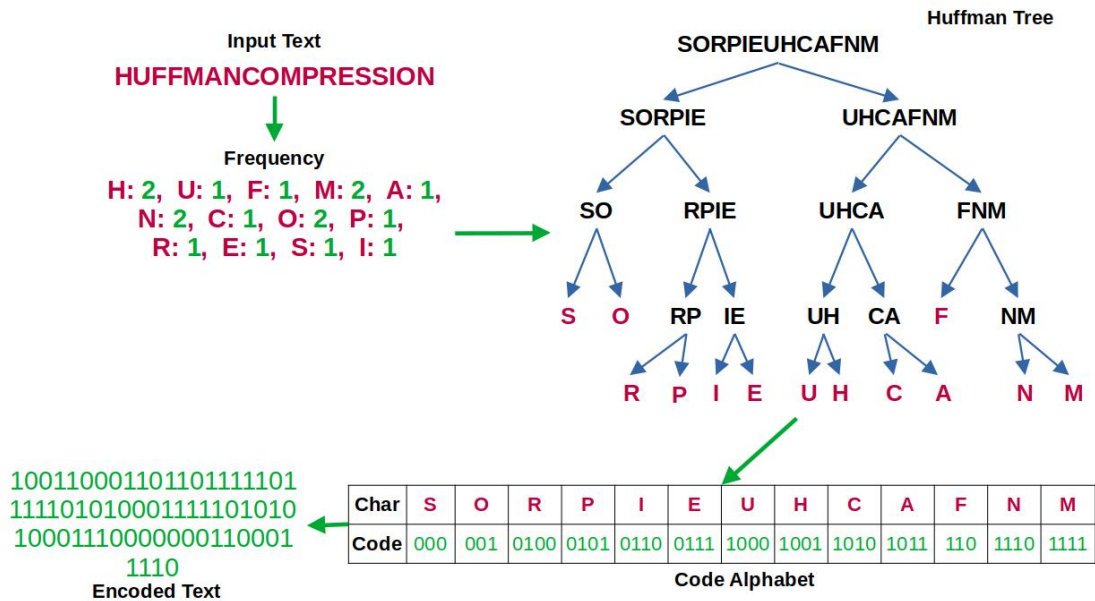 Huffman Tree
Input Text
HUFFMANCOMPRESSION
Frequency
H: 2, U: 1, F: 1, M: 2, A: 1,
N: 2, C: 1, O: 2, P: 1,
R: 1, E: 1, S: 1, I: 1
SORPIEUHCAFNM
SORPIE UHCAFNM
SO RPIE UHCA FNM
S O RP IE UH CA F NM
R P I E U H C A N M
Char S O R P I E U H C A F N M
Code 000 001 0100 0101 0110 0111 1000 1001 1010 1011 110 1110 1111
Code Alphabet
100110001101101111101
111101010001111101010
10001110000000110001
1110
Encoded Text